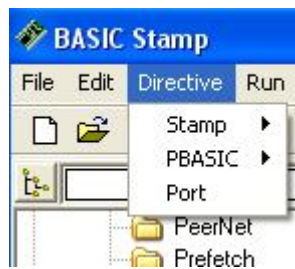 BASIC Stamp
File Edit Directive Run
Stamp
PBASIC
Port
PeerNet
Prefetch